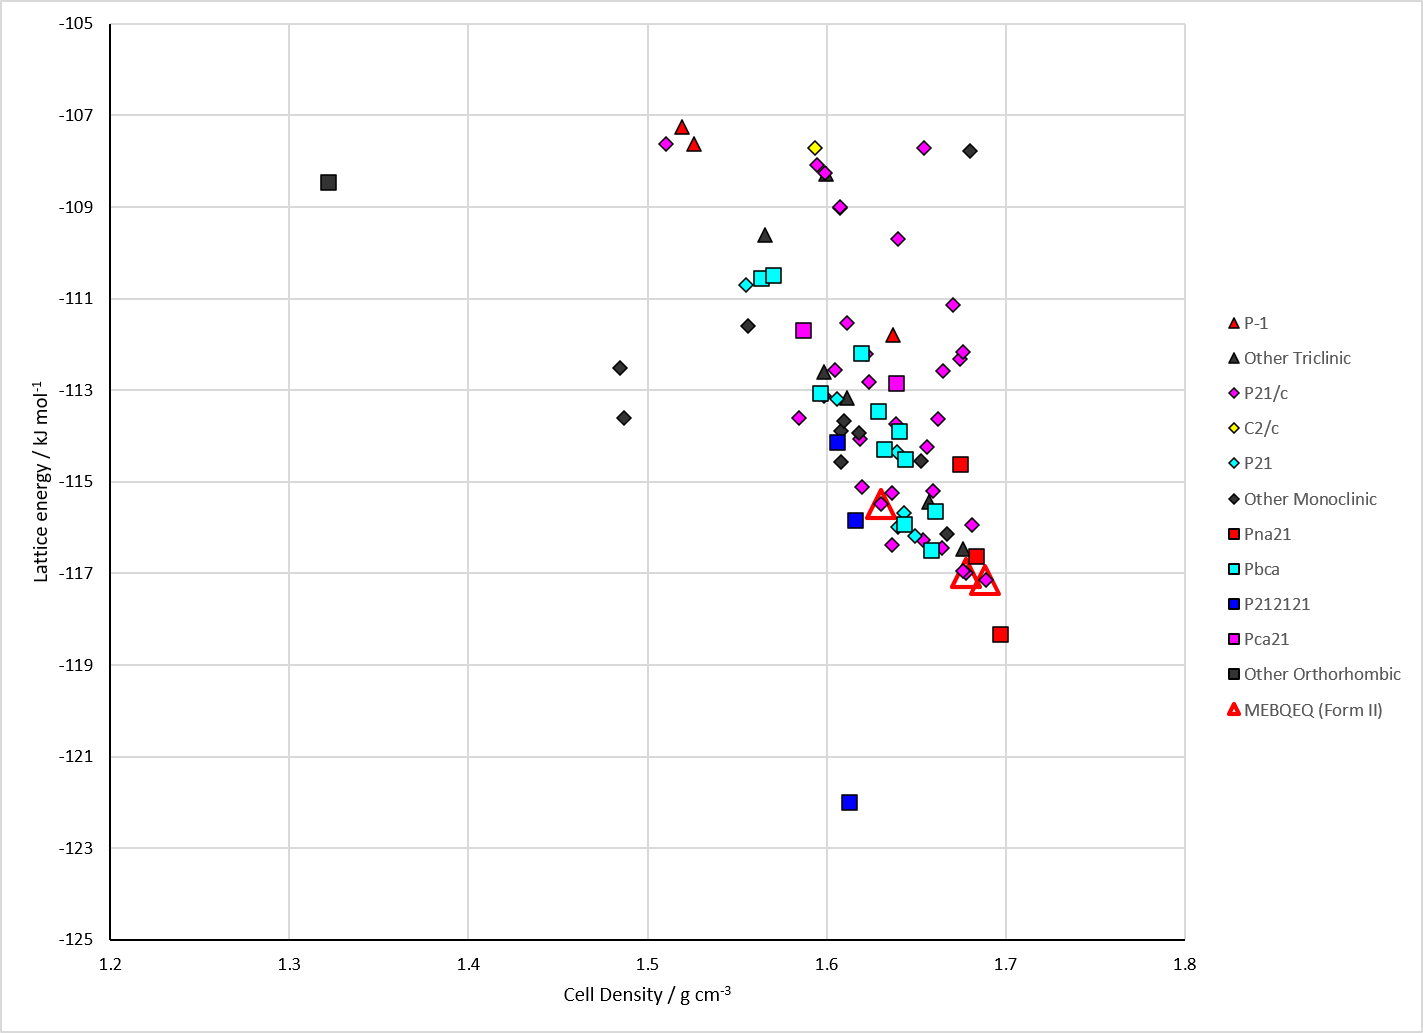 -105
-107
-109
-111
-113
-115
-117
-119
-121
-123
-125
Lattice energy / kJ mol-1
1.2 1.3 1.4 1.5 1.6 1.7 1.8
Cell Density / g cm-3
P-1
Other Triclinic
P21/c
C2/c
P21
Other Monoclinic
Pna21
Pbca
P212121
Pca21
Other Orthorhombic
MEBQEQ (Form II)